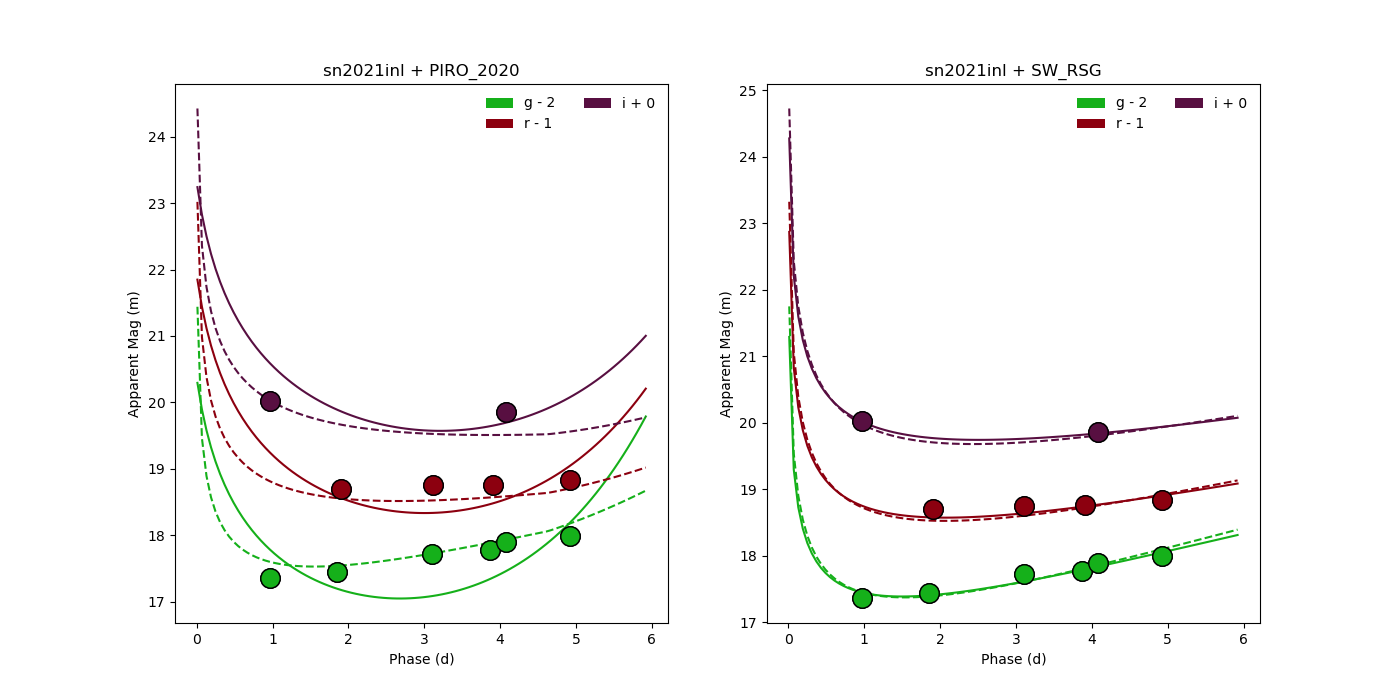 sn2021inl + PIRO_2020
g - 2
r - 1
i + 0
24
23
22
21
20
19
18
17
Apparent Mag (m)
0 1 2 3 4 5 6
Phase (d)
sn2021inl + SW_RSG
g - 2
r - 1
i + 0
25
24
23
22
21
20
19
18
17
Apparent Mag (m)
0 1 2 3 4 5 6
Phase (d)